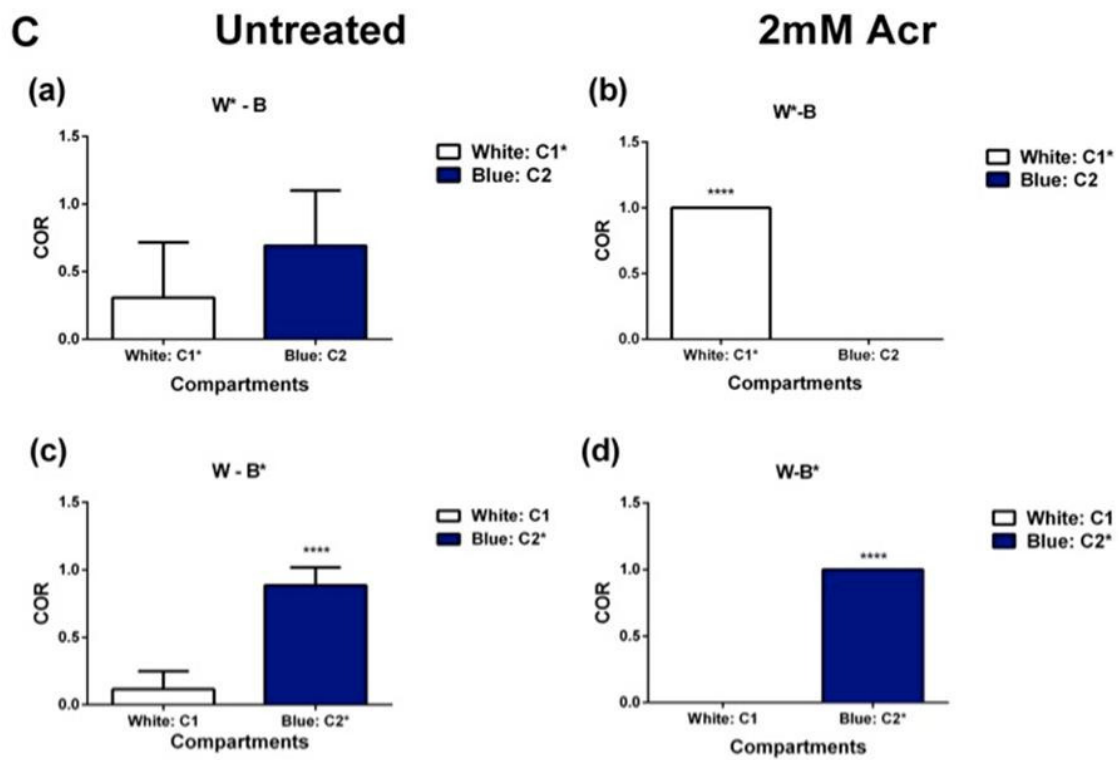 C Untreated 2mM Acr
(a)
W* - B
1.5
1.0
0.5
0.0
COR
White: C1*
Blue: C2
Compartments
White: C1*
Blue: C2
(b)
W*-B
1.5
1.0
0.5
0.0
COR
****
White: C1*
Blue: C2
Compartments
White: C1*
Blue: C2
(c)
W - B*
1.5
1.0
0.5
0.0
COR
****
White: C1
Blue: C2*
Compartments
White: C1
Blue: C2*
(d)
W-B*
1.5
1.0
0.5
0.0
COR
****
White: C1
Blue: C2*
Compartments
White: C1
Blue: C2*